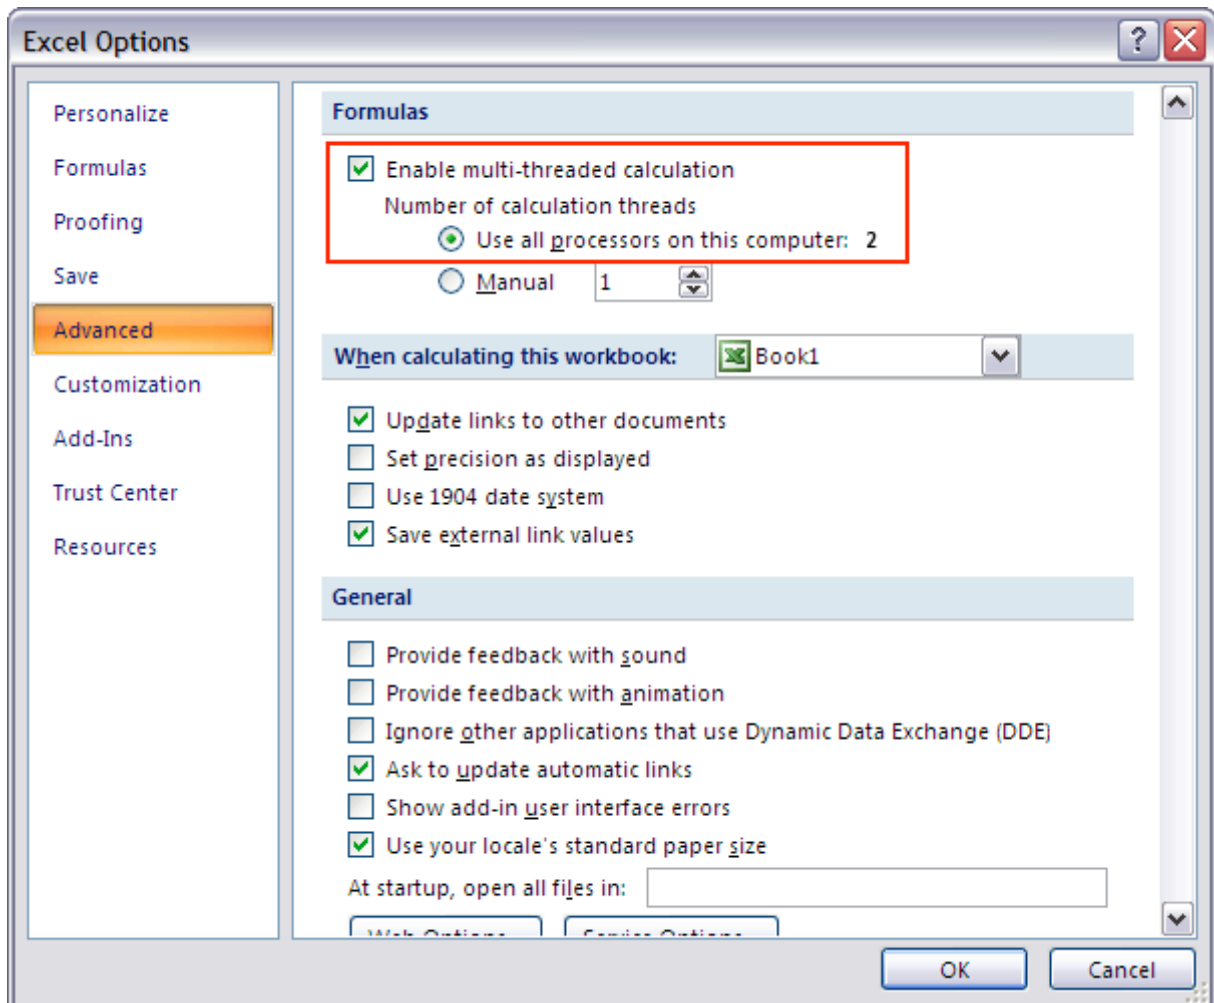 Excel Options
?
Personalize
Formulas
Proofing
Save
Advanced
Customization
Add-Ins
Trust Center
Resources
Formulas
Enable multi-threaded calculation
Number of calculation threads
Use all processors on this computer: 2
Manual 1
When calculating this workbook: Book1
Update links to other documents
Set precision as displayed
Use 1904 date system
Save external link values
General
Provide feedback with sound
Provide feedback with animation
Ignore other applications that use Dynamic Data Exchange (DDE)
Ask to update automatic links
Show add-in user interface errors
Use your locale's standard paper size
At startup, open all files in:
Web Options... Service Options...
OK Cancel